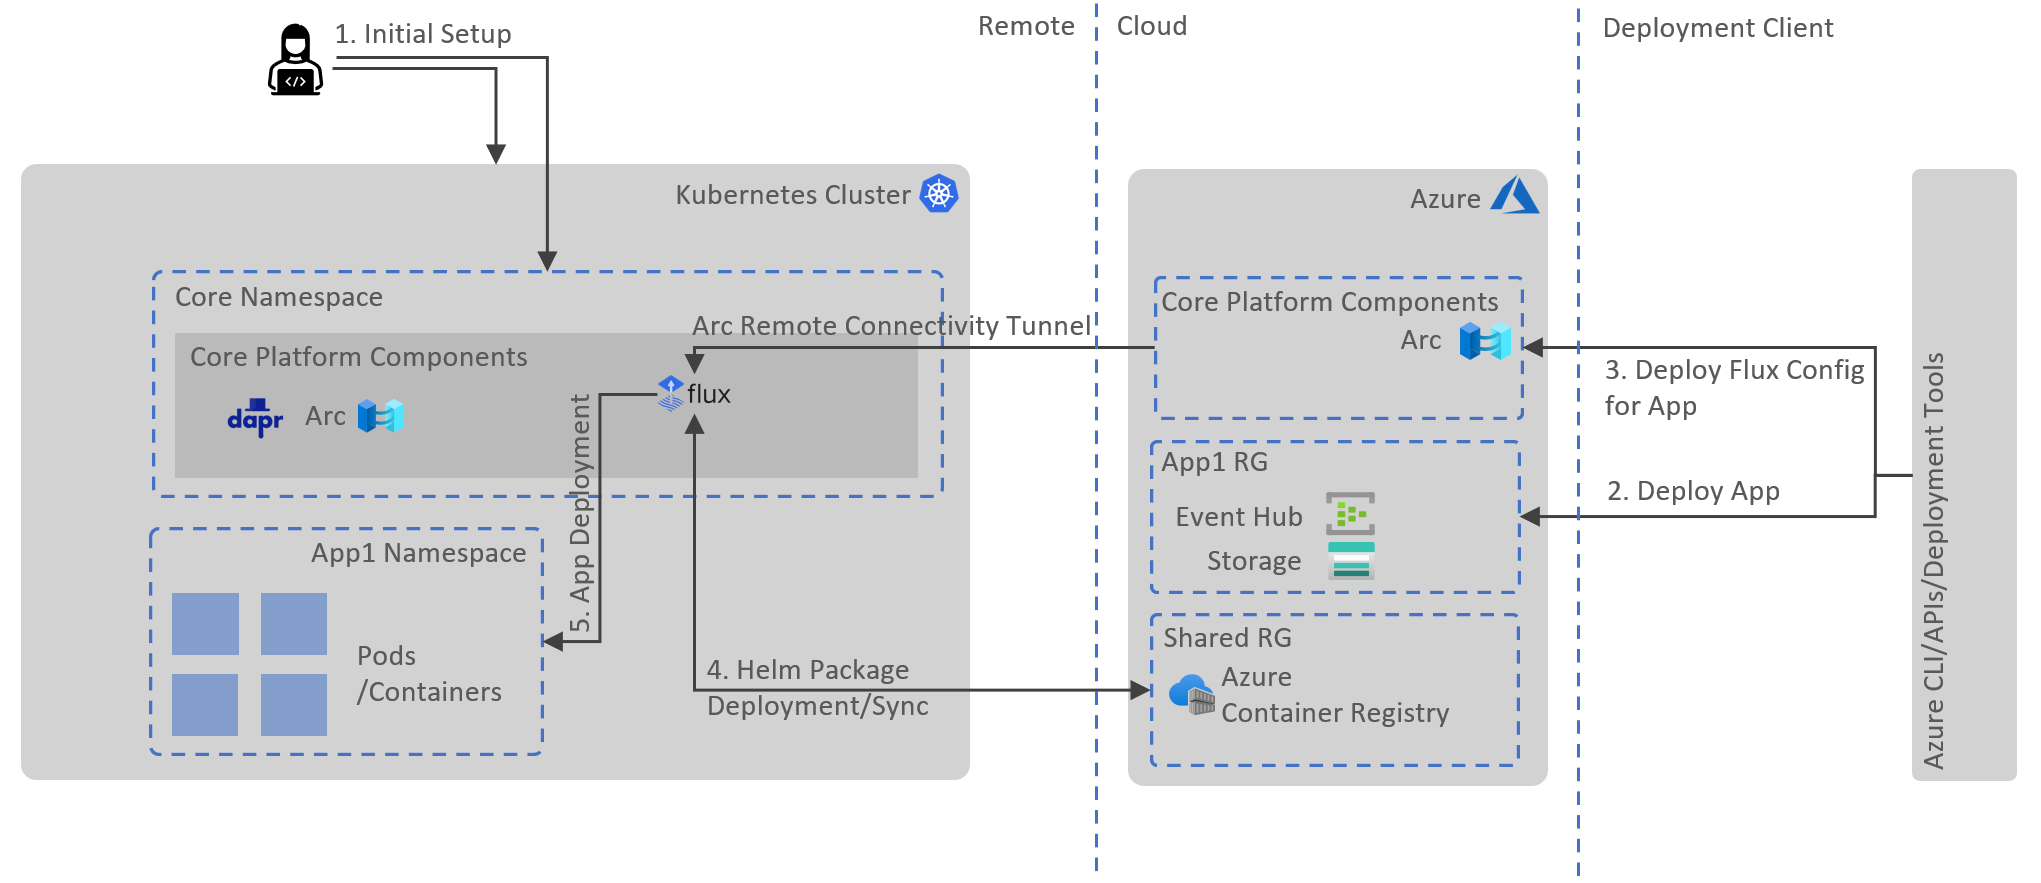 1. Initial Setup
Remote
Cloud
Deployment Client
Kubernetes Cluster
Azure
Core Namespace
Core Platform Components
dapr
Arc
flux
Arc Remote Connectivity Tunnel
Core Platform Components
Arc
3. Deploy Flux Config
for App
2. Deploy App
Azure CLI/APIs/Deployment Tools
App1 RG
Event Hub
Storage
5. App Deployment
App1 Namespace
Pods
/Containers
4. Helm Package
Deployment/Sync
Shared RG
Azure
Container Registry